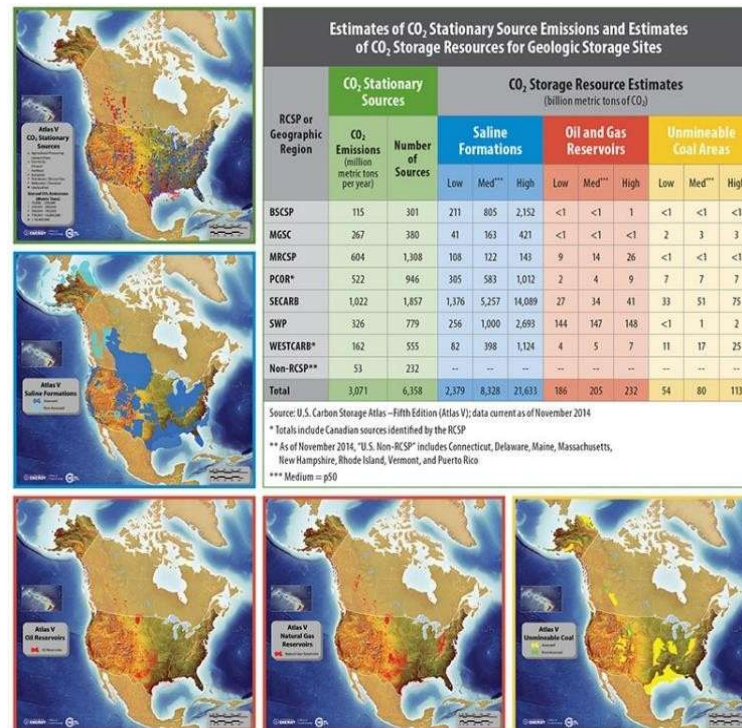 Estimates of CO₂ Stationary Source Emissions and Estimates
of CO₂ Storage Resources for Geologic Storage Sites
RCSP or
Geographic
Region
CO₂ Stationary
Sources
CO₂ Storage Resource Estimates
(billion metric tons of CO₂)
CO₂
Emissions
(million
metric tons
per year)
Number
of
Sources
Saline
Formations
Oil and Gas
Reservoirs
Unmineable
Coal Areas
Low Med*** High Low Med*** High Low Med*** High
BSCSP 115 301 211 805 2,152 <1 <1 1 <1 <1 <1
MGSC 267 380 41 163 421 <1 <1 <1 2 3 3
MRCSP 604 1,308 108 122 143 9 14 26 <1 <1 <1
PCOR* 522 946 305 583 1,012 2 4 9 7 7 7
SECARB 1,022 1,857 1,376 5,257 14,089 27 34 41 33 51 75
SWP 326 779 256 1,000 2,693 144 147 148 <1 1 2
WESTCARB* 162 555 82 398 1,124 4 5 7 11 17 25
Non-RCSP** 53 232 -- -- -- -- -- -- -- -- --
Total 3,071 6,358 2,379 8,328 21,633 186 205 232 54 80 113
Source: U.S. Carbon Storage Atlas – Fifth Edition (Atlas V); data current as of November 2014
* Totals include Canadian sources identified by the RCSP
** As of November 2014, "U.S. Non-RCSP" includes Connecticut, Delaware, Maine, Massachusetts,
New Hampshire, Rhode Island, Vermont, and Puerto Rico
*** Medium = p50
Atlas V
CO₂ Stationary
Sources
Atlas V
Saline Formations
Atlas V
Oil Reservoirs
Atlas V
Natural Gas
Reservoirs
Atlas V
Unmineable Coal
ENERGY
ENERGY
ENERGY
ENERGY
ENERGY